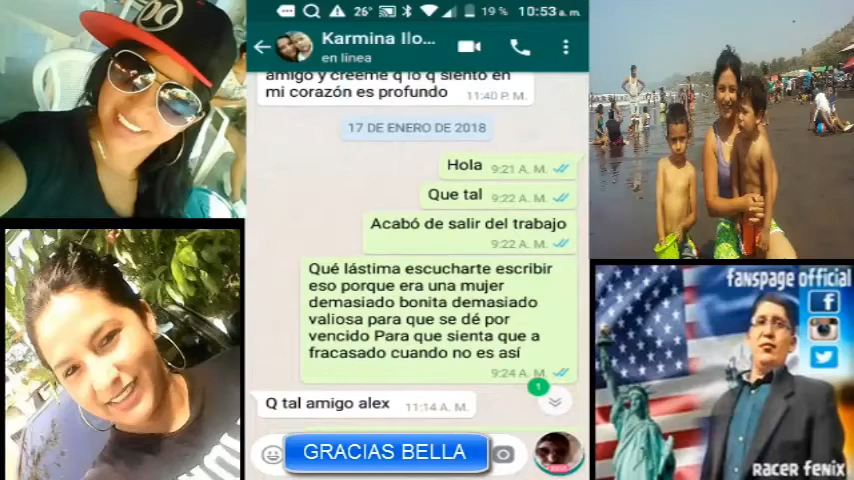 26° 19 % 10:53 a. m.
Karmina Ilo...
en línea
amigo y créeme q lo q siento en
mi corazón es profundo 11:40 P. M.
17 DE ENERO DE 2018
Hola 9:21 A. M.
Que tal 9:22 A. M.
Acabó de salir del trabajo
9:22 A. M.
Qué lástima escucharte escribir
eso porque era una mujer
demasiado bonita demasiado
valiosa para que se dé por
vencido Para que sienta que a
fracasado cuando no es así
9:24 A. M.
1
Q tal amigo alex 11:14 A. M.
GRACIAS BELLA
fanspage official
RACER FENIX